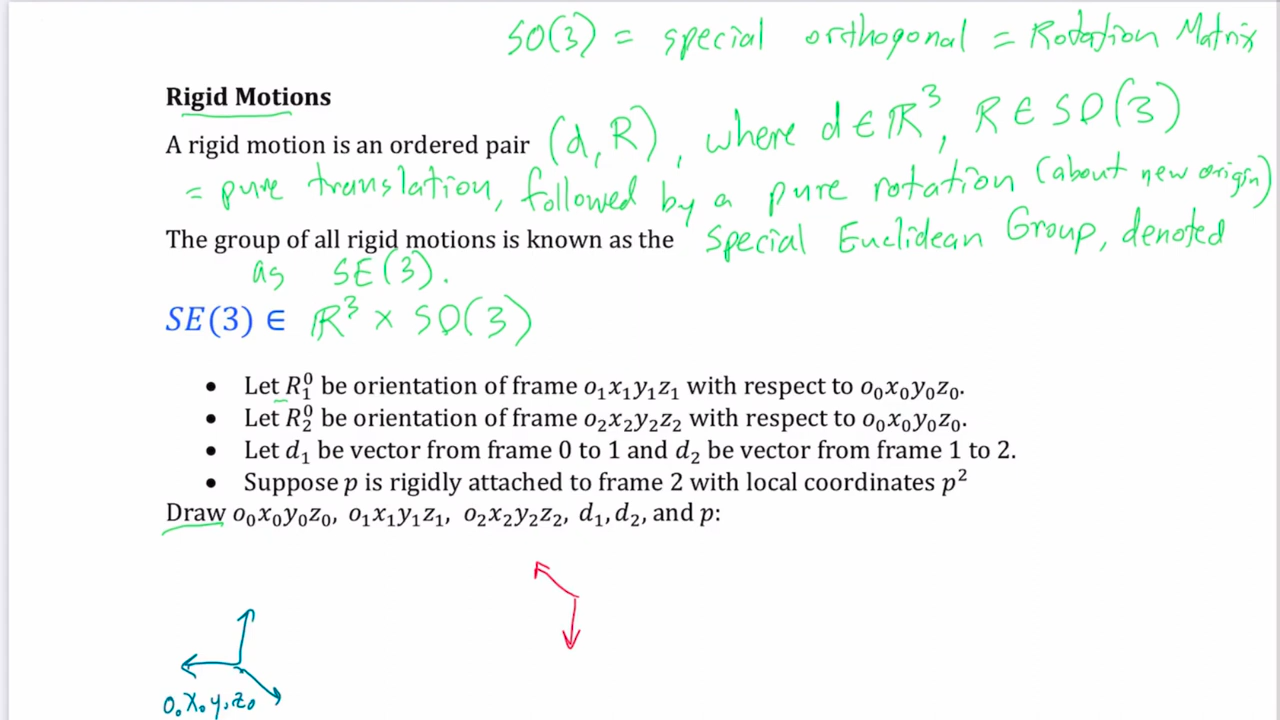 SO(3) = special orthogonal = Rotation Matrix
Rigid Motions
A rigid motion is an ordered pair (d, R), where d ∈ ℝ³, R ∈ SO(3)
= pure translation, followed by a pure rotation (about new origin)
The group of all rigid motions is known as the Special Euclidean Group, denoted
as SE(3).
SE(3) ∈ ℝ³ × SO(3)
• Let R₁⁰ be orientation of frame o₁x₁y₁z₁ with respect to o₀x₀y₀z₀.
• Let R₂⁰ be orientation of frame o₂x₂y₂z₂ with respect to o₀x₀y₀z₀.
• Let d₁ be vector from frame 0 to 1 and d₂ be vector from frame 1 to 2.
• Suppose p is rigidly attached to frame 2 with local coordinates p²
Draw o₀x₀y₀z₀, o₁x₁y₁z₁, o₂x₂y₂z₂, d₁, d₂, and p:
o₀x₀y₀z₀